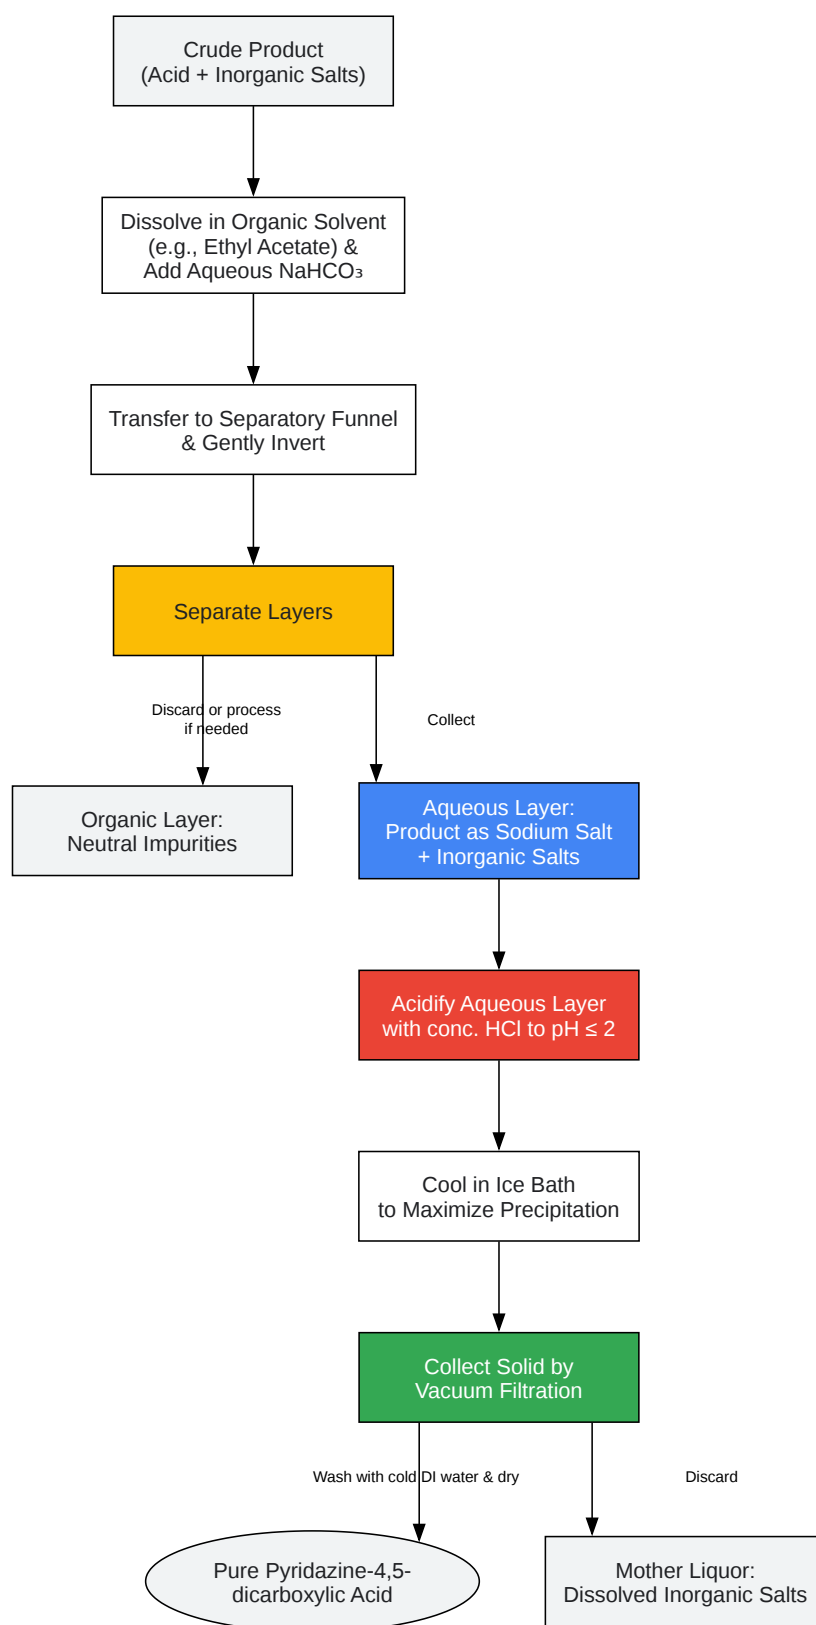 Crude Product
(Acid + Inorganic Salts)
Dissolve in Organic Solvent
(e.g., Ethyl Acetate) &
Add Aqueous NaHCO₃
Transfer to Separatory Funnel
& Gently Invert
Separate Layers
Discard or process
if needed
Collect
Organic Layer:
Neutral Impurities
Aqueous Layer:
Product as Sodium Salt
+ Inorganic Salts
Acidify Aqueous Layer
with conc. HCl to pH ≤ 2
Cool in Ice Bath
to Maximize Precipitation
Collect Solid by
Vacuum Filtration
Wash with cold DI water & dry
Discard
Pure Pyridazine-4,5-
dicarboxylic Acid
Mother Liquor:
Dissolved Inorganic Salts